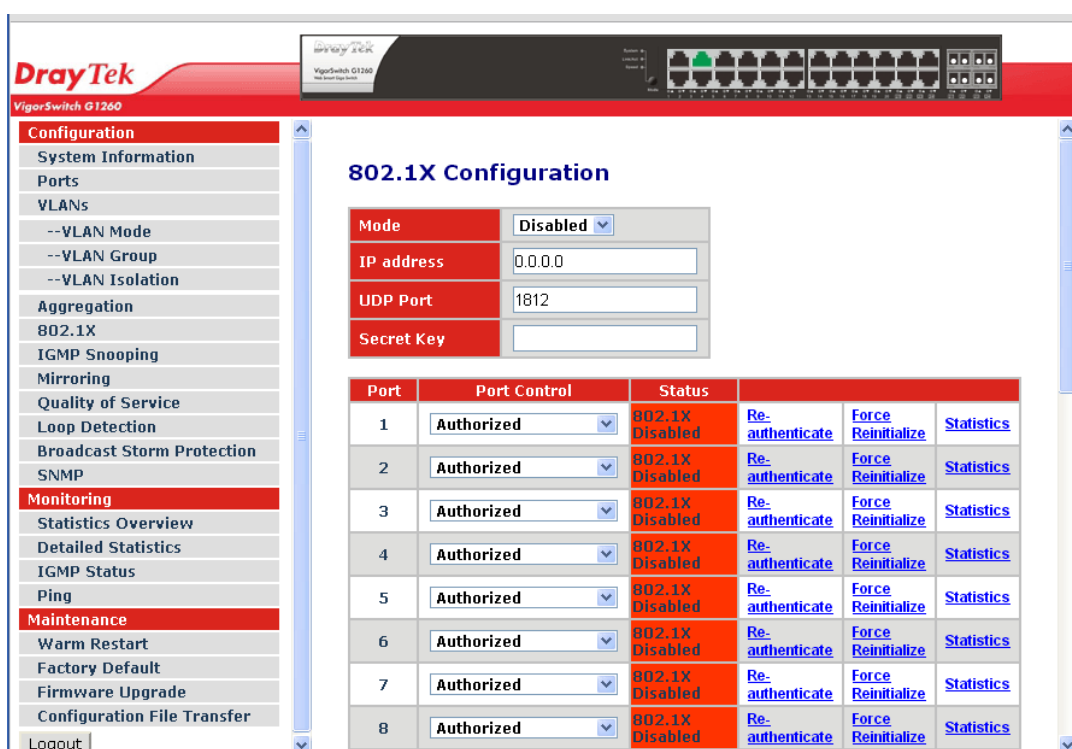 DrayTek
VigorSwitch G1260
DrayTek
VigorSwitch G1260
Configuration
System Information
Ports
VLANs
--VLAN Mode
--VLAN Group
--VLAN Isolation
Aggregation
802.1X
IGMP Snooping
Mirroring
Quality of Service
Loop Detection
Broadcast Storm Protection
SNMP
Monitoring
Statistics Overview
Detailed Statistics
IGMP Status
Ping
Maintenance
Warm Restart
Factory Default
Firmware Upgrade
Configuration File Transfer
Logout
802.1X Configuration
Mode Disabled
IP address 0.0.0.0
UDP Port 1812
Secret Key
Port Port Control Status
1 Authorized 802.1X Disabled Re-authenticate Force Reinitialize Statistics
2 Authorized 802.1X Disabled Re-authenticate Force Reinitialize Statistics
3 Authorized 802.1X Disabled Re-authenticate Force Reinitialize Statistics
4 Authorized 802.1X Disabled Re-authenticate Force Reinitialize Statistics
5 Authorized 802.1X Disabled Re-authenticate Force Reinitialize Statistics
6 Authorized 802.1X Disabled Re-authenticate Force Reinitialize Statistics
7 Authorized 802.1X Disabled Re-authenticate Force Reinitialize Statistics
8 Authorized 802.1X Disabled Re-authenticate Force Reinitialize Statistics